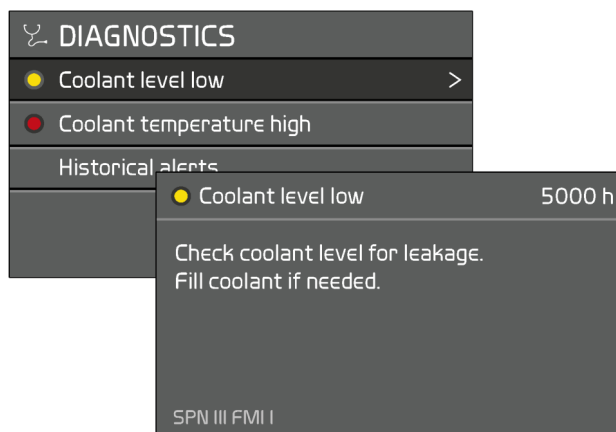 DIAGNOSTICS
Coolant level low >
Coolant temperature high
Historical alerts
Coolant level low 5000 h
Check coolant level for leakage.
Fill coolant if needed.
SPN 111 FMI 1